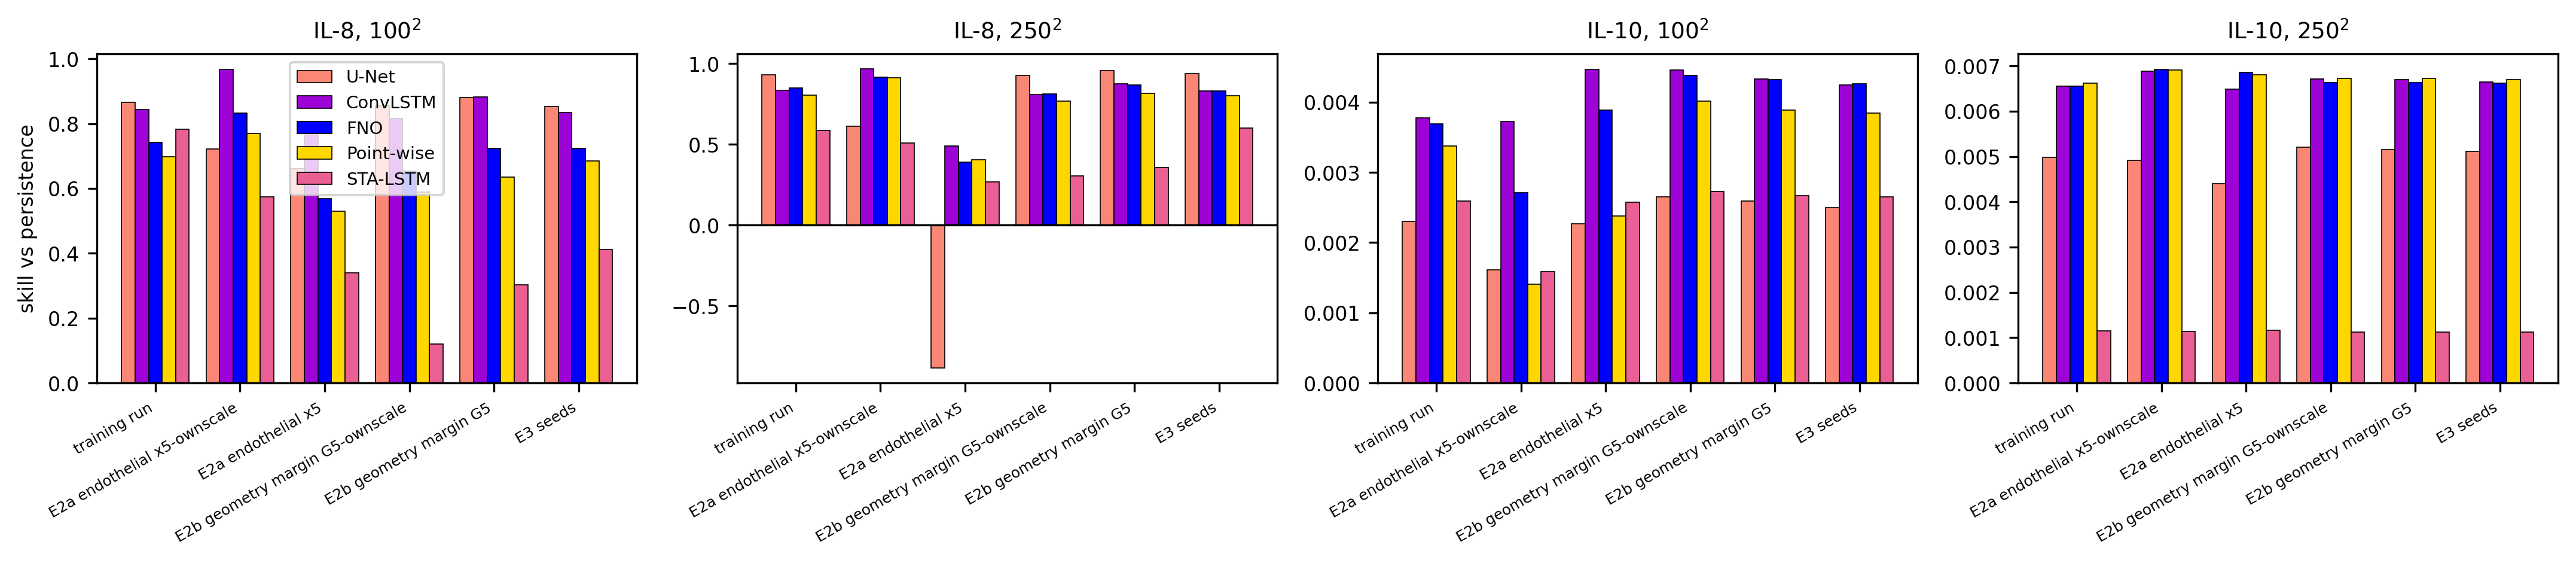 IL-8, 100²
skill vs persistence
1.0
0.8
0.6
0.4
0.2
0.0
U-Net
ConvLSTM
FNO
Point-wise
STA-LSTM
training run
E2a endothelial x5-ownscale
E2a endothelial x5
E2b geometry margin G5-ownscale
E2b geometry margin G5
E3 seeds
IL-8, 250²
1.0
0.5
0.0
−0.5
training run
E2a endothelial x5-ownscale
E2a endothelial x5
E2b geometry margin G5-ownscale
E2b geometry margin G5
E3 seeds
IL-10, 100²
0.004
0.003
0.002
0.001
0.000
training run
E2a endothelial x5-ownscale
E2a endothelial x5
E2b geometry margin G5-ownscale
E2b geometry margin G5
E3 seeds
IL-10, 250²
0.007
0.006
0.005
0.004
0.003
0.002
0.001
0.000
training run
E2a endothelial x5-ownscale
E2a endothelial x5
E2b geometry margin G5-ownscale
E2b geometry margin G5
E3 seeds